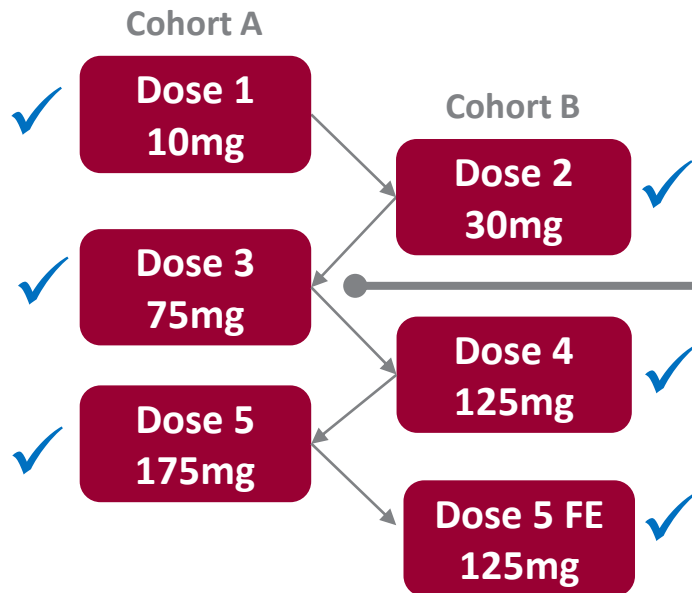 Cohort A
Dose 1
10mg
Cohort B
Dose 2
30mg
Dose 3
75mg
Dose 4
125mg
Dose 5
175mg
Dose 5 FE
125mg